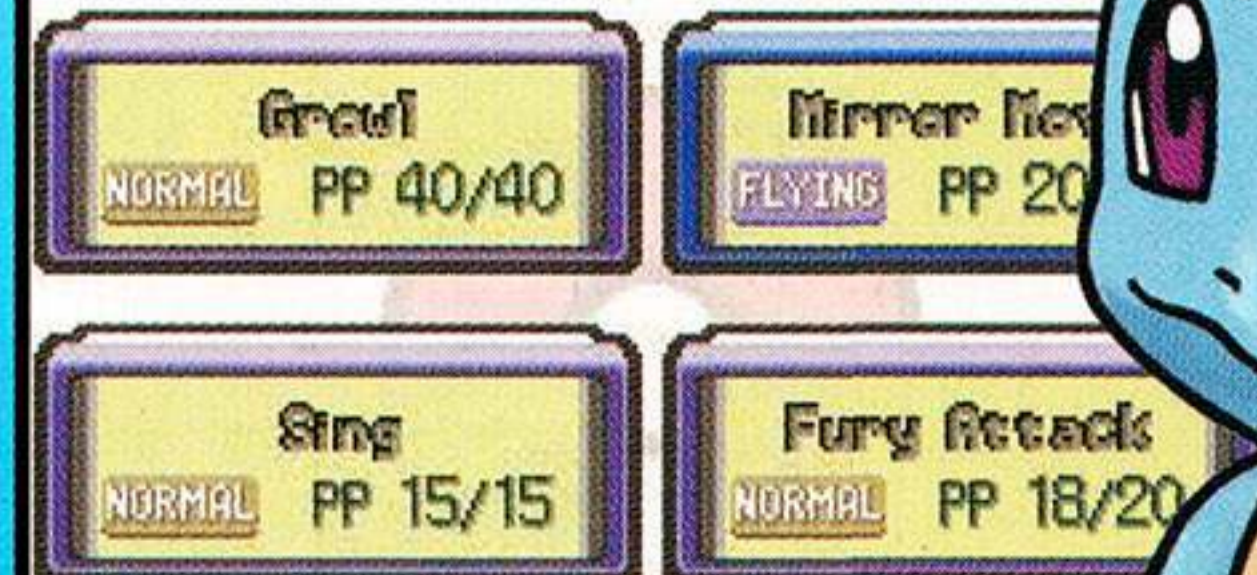 Growl
NORMAL PP 40/40
Mirror Mov
FLYING PP 20
Sing
NORMAL PP 15/15
Fury Attack
NORMAL PP 18/20